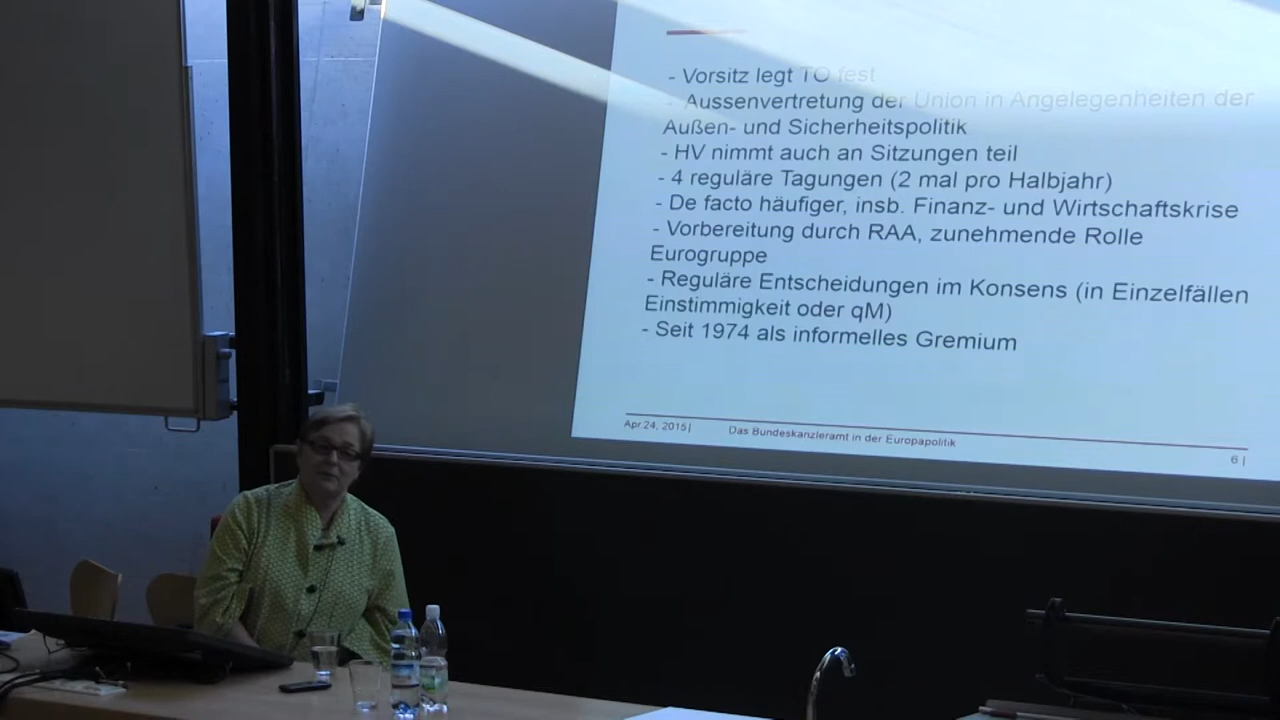 - Vorsitz legt TO fest
- Aussenvertretung der Union in Angelegenheiten der
Außen- und Sicherheitspolitik
- HV nimmt auch an Sitzungen teil
- 4 reguläre Tagungen (2 mal pro Halbjahr)
- De facto häufiger, insb. Finanz- und Wirtschaftskrise
- Vorbereitung durch RAA, zunehmende Rolle
Eurogruppe
- Reguläre Entscheidungen im Konsens (in Einzelfällen
Einstimmigkeit oder qM)
- Seit 1974 als informelles Gremium
Apr.24, 2015| Das Bundeskanzleramt in der Europapolitik
6 |